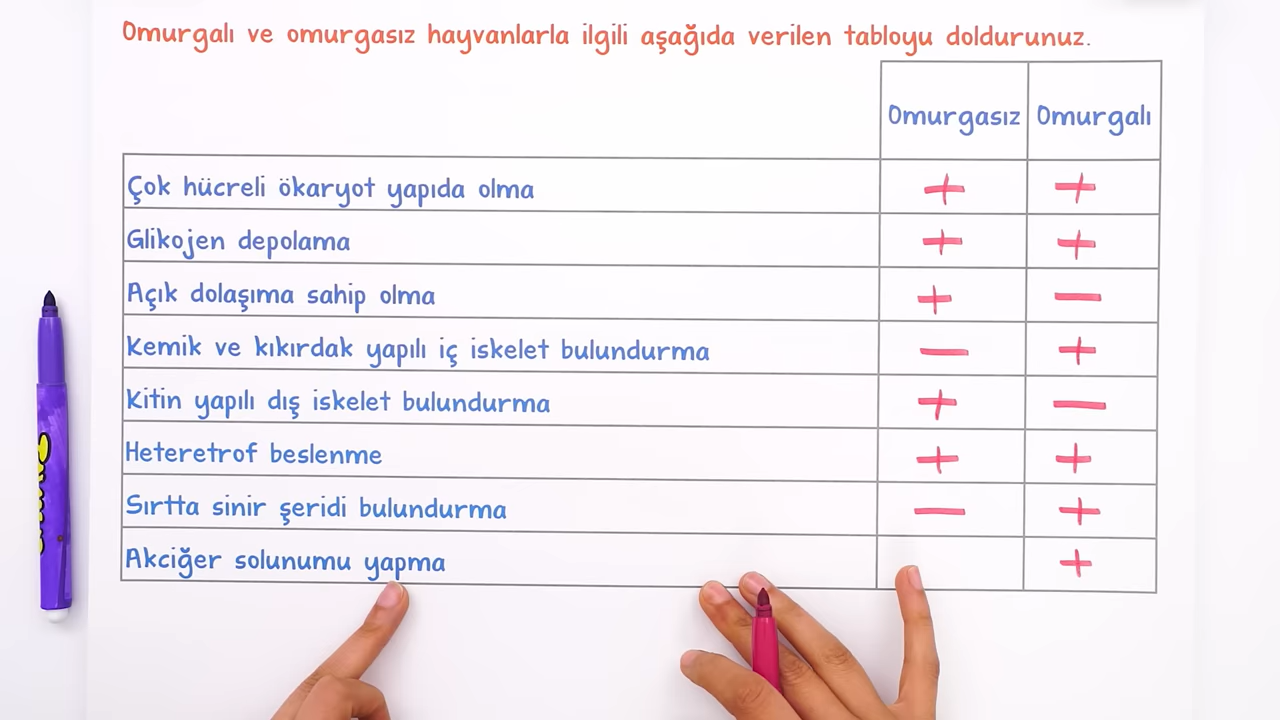 Omurgalı ve omurgasız hayvanlarla ilgili aşağıda verilen tabloyu doldurunuz.
Omurgasız Omurgalı
Çok hücreli ökaryot yapıda olma + +
Glikojen depolama + +
Açık dolaşıma sahip olma + —
Kemik ve kıkırdak yapılı iç iskelet bulundurma — +
Kitin yapılı dış iskelet bulundurma + —
Heteretrof beslenme + +
Sırtta sinir şeridi bulundurma — +
Akciğer solunumu yapma +